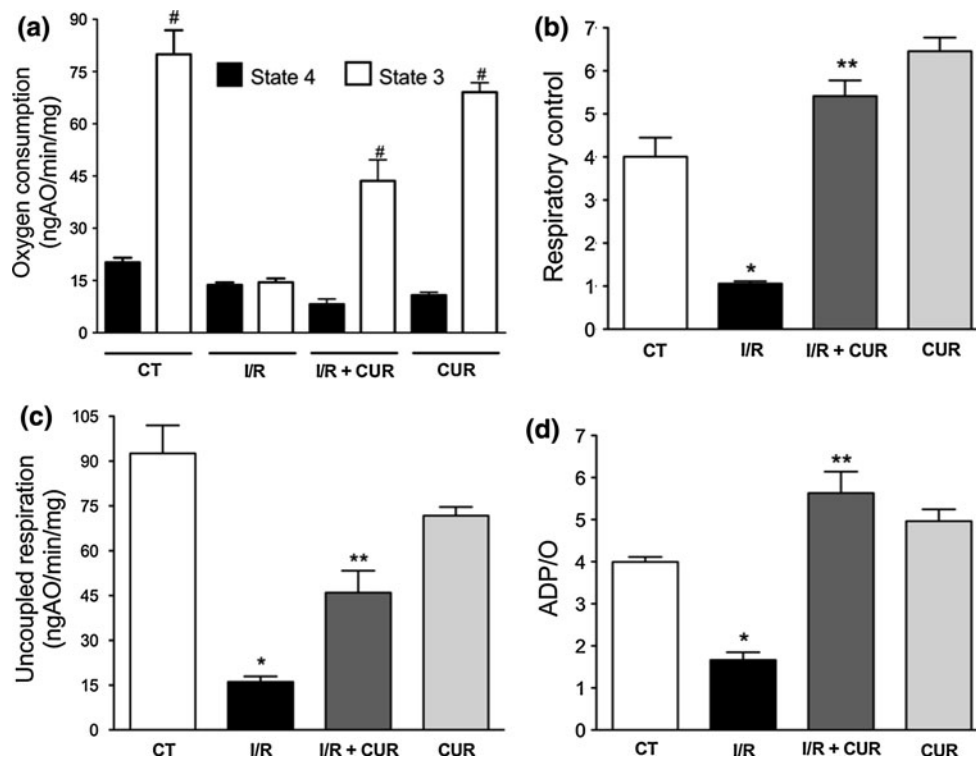 (a)
Oxygen consumption
(ngAO/min/mg)
90
75
60
45
30
15
0
#
#
#
State 4
State 3
CT
I/R
I/R + CUR
CUR
(b)
Respiratory control
7
6
5
4
3
2
1
0
*
**
CT
I/R
I/R + CUR
CUR
(c)
Uncoupled respiration
(ngAO/min/mg)
105
90
75
60
45
30
15
0
*
**
CT
I/R
I/R + CUR
CUR
(d)
ADP/O
7
6
5
4
3
2
1
0
*
**
CT
I/R
I/R + CUR
CUR